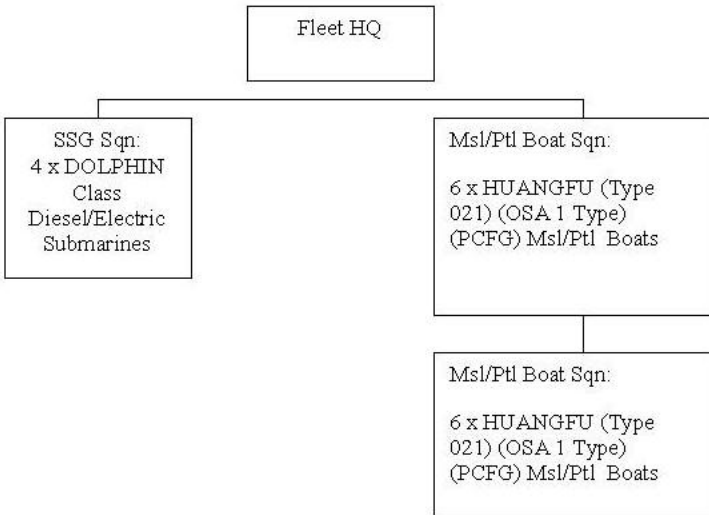 Fleet HQ
SSG Sqn:
4 x DOLPHIN
Class
Diesel/Electric
Submarines
Msl/Ptl Boat Sqn:
6 x HUANGFU (Type
021) (OSA 1 Type)
(PCFG) Msl/Ptl Boats
Msl/Ptl Boat Sqn:
6 x HUANGFU (Type
021) (OSA 1 Type)
(PCFG) Msl/Ptl Boats